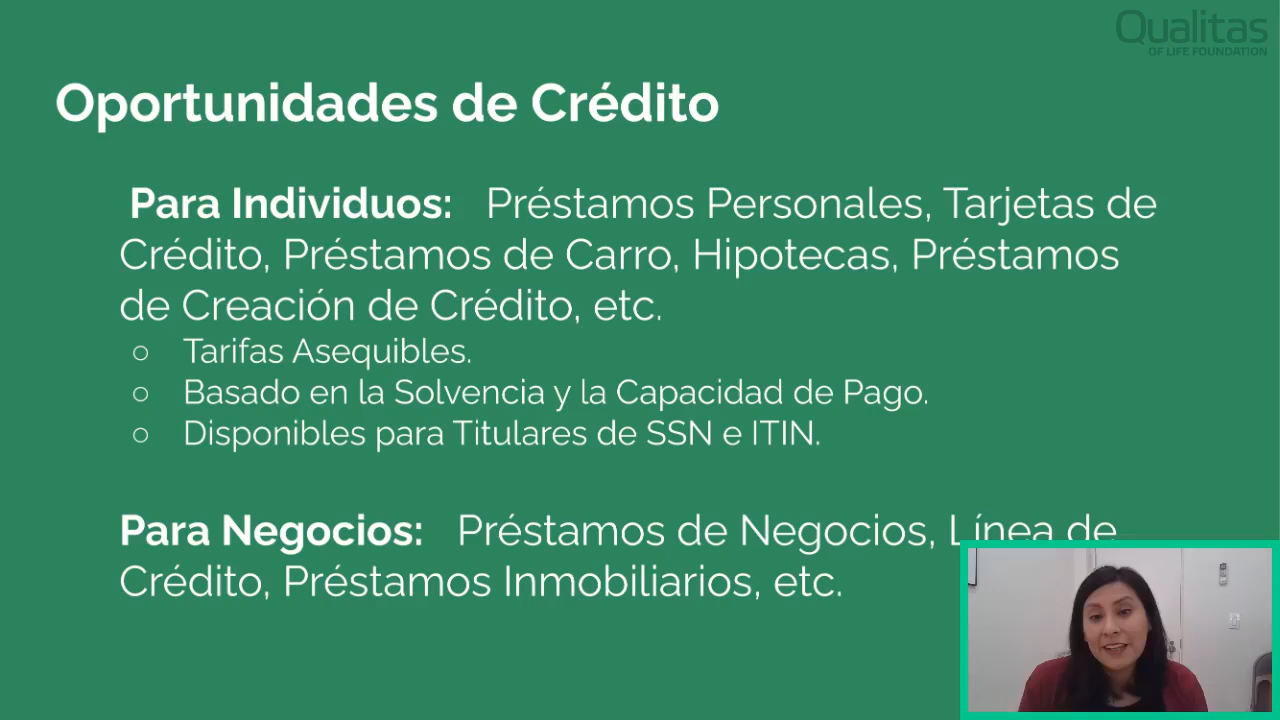 Qualitas
OF LIFE FOUNDATION
Oportunidades de Crédito
Para Individuos: Préstamos Personales, Tarjetas de
Crédito, Préstamos de Carro, Hipotecas, Préstamos
de Creación de Crédito, etc.
○ Tarifas Asequibles.
○ Basado en la Solvencia y la Capacidad de Pago.
○ Disponibles para Titulares de SSN e ITIN.
Para Negocios: Préstamos de Negocios, Línea de
Crédito, Préstamos Inmobiliarios, etc.